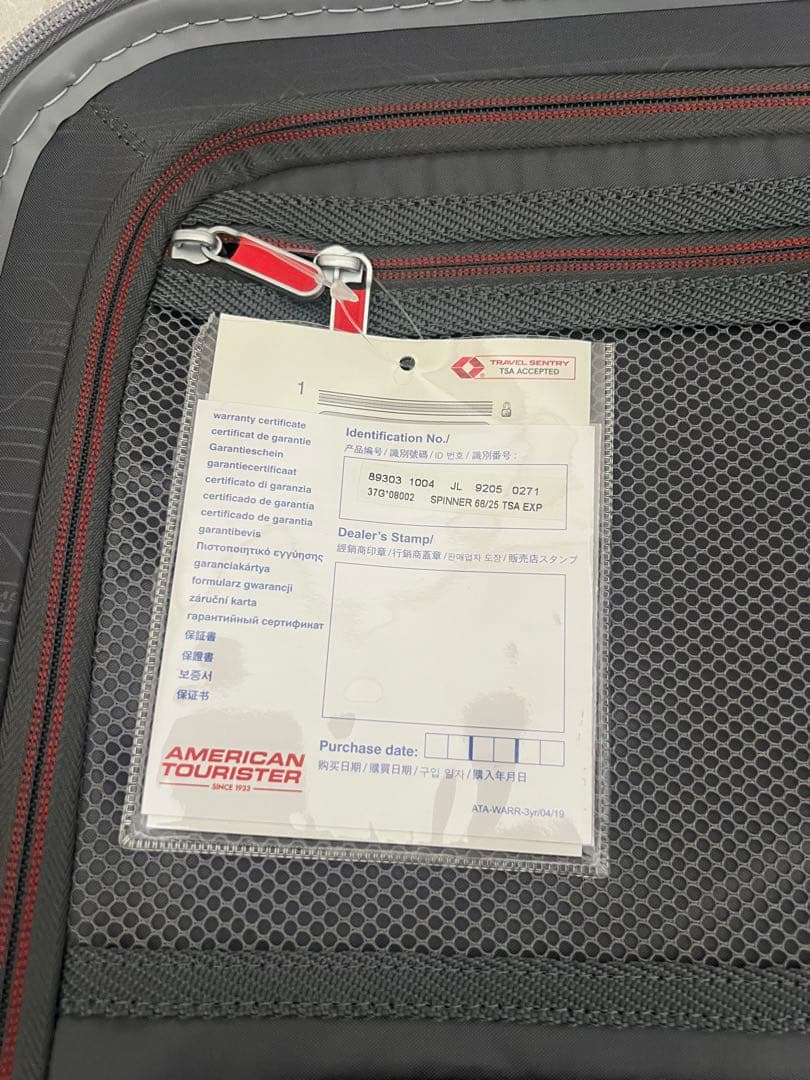 TRAVEL SENTRY
TSA ACCEPTED
1
warranty certificate
certificat de garantie
Garantieschein
garantiecertificaat
certificato di garanzia
certificado de garantía
certificado de garantia
garantibevis
Πιστοποιητικό εγγύησης
garanciakártya
formularz gwarancji
záruční karta
гарантийный сертификат
保証書
保證書
보증서
保证书
AMERICAN
TOURISTER
SINCE 1933
Identification No./
产品编号/識別號碼/ID 번호/識別番号:
89303 1004 JL 9205 0271
37G*08002 SPINNER 68/25 TSA EXP
Dealer's Stamp/
經銷商印章/行銷商蓋章/판매업자 도장/販売店スタンプ
Purchase date:
购买日期/購買日期/구입 일자/購入年月日
ATA-WARR-3yr/04/19